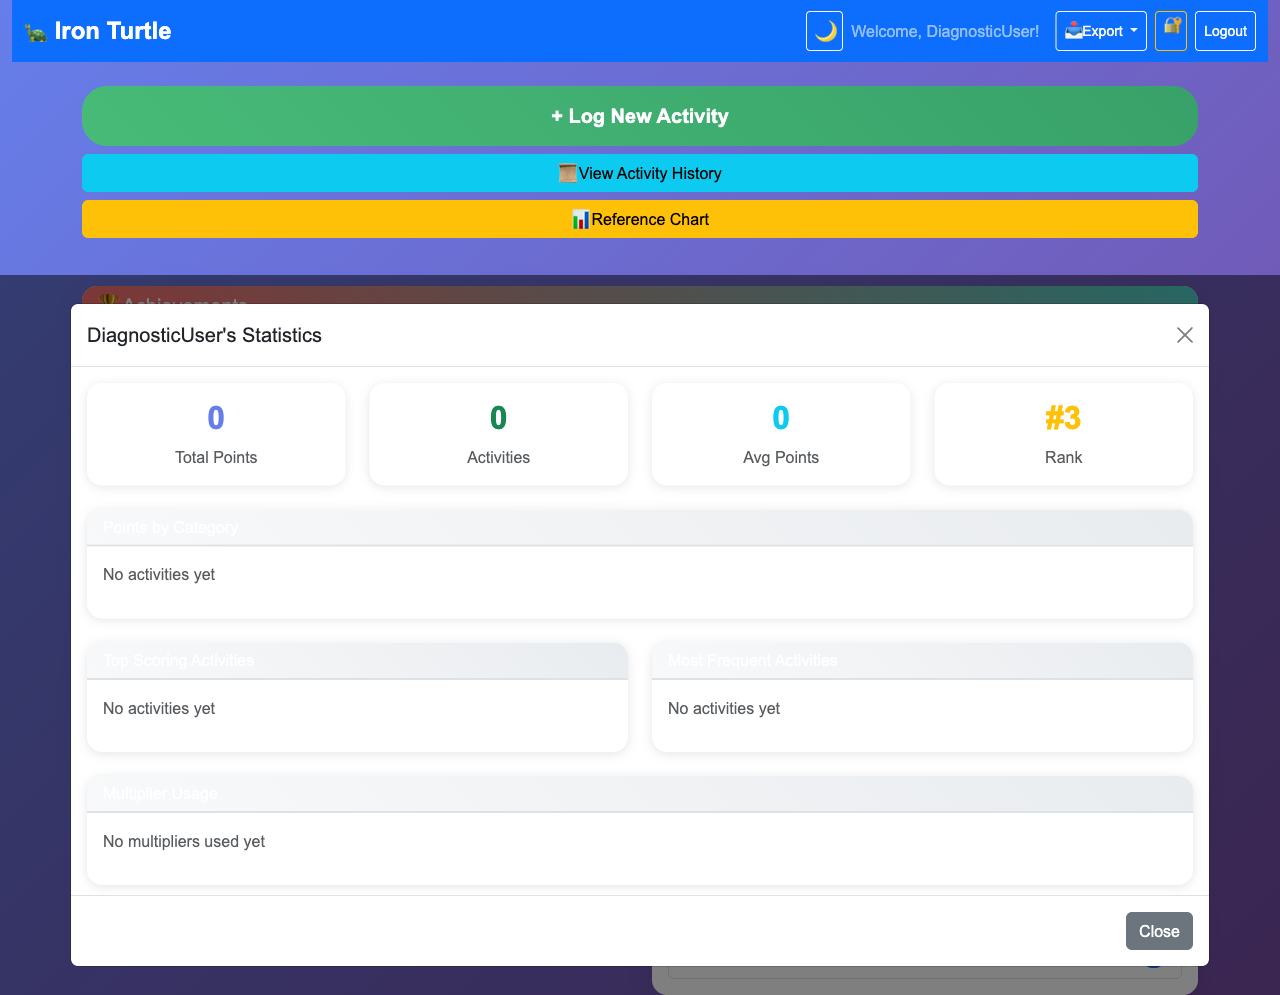 Iron Turtle
Welcome, DiagnosticUser!
Export
Logout
+ Log New Activity
View Activity History
Reference Chart
Achievements
DiagnosticUser's Statistics
0
Total Points
0
Activities
0
Avg Points
#3
Rank
Points by Category
No activities yet
Top Scoring Activities
No activities yet
Most Frequent Activities
No activities yet
Multiplier Usage
No multipliers used yet
Close